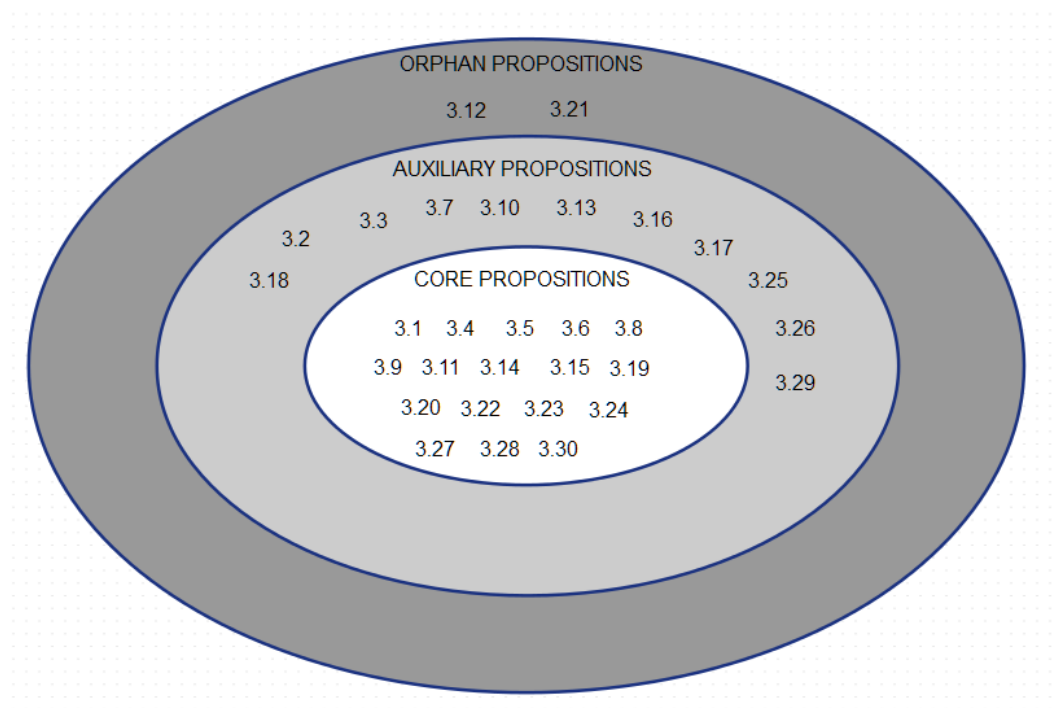 ORPHAN PROPOSITIONS
3.12 3.21
AUXILIARY PROPOSITIONS
3.7 3.10 3.13
3.3 3.16
3.2 3.17
3.18 3.25
CORE PROPOSITIONS
3.1 3.4 3.5 3.6 3.8 3.26
3.9 3.11 3.14 3.15 3.19
3.29
3.20 3.22 3.23 3.24
3.27 3.28 3.30